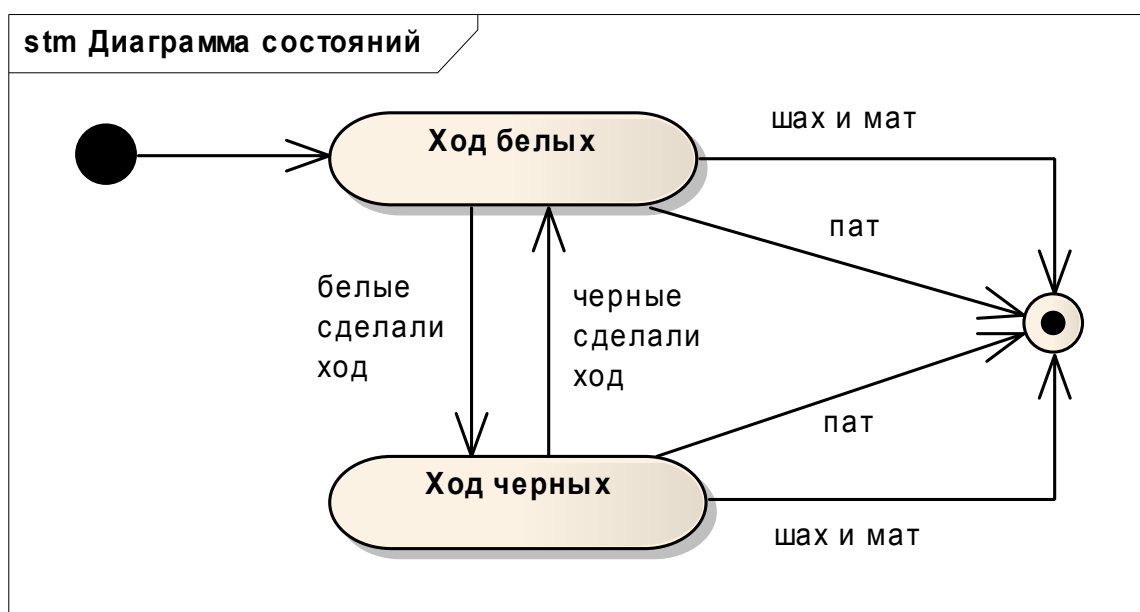 stm Диаграмма состояний
шах и мат
Ход белых
пат
белые
сделали
ход
черные
сделали
ход
пат
Ход черных
шах и мат